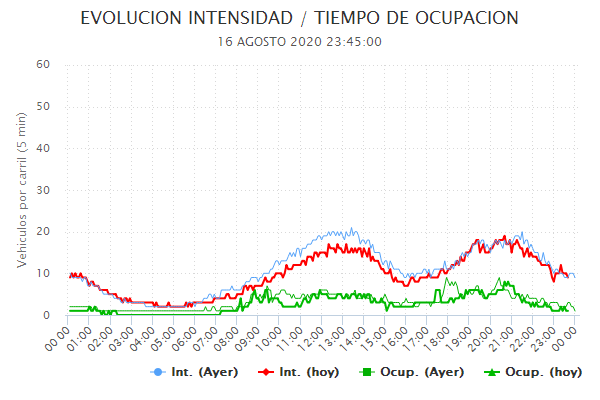 EVOLUCION INTENSIDAD / TIEMPO DE OCUPACION
16 AGOSTO 2020 23:45:00
Vehiculos por carril (5 min)
60
50
40
30
20
10
0
00:00 01:00 02:00 03:00 04:00 05:00 06:00 07:00 08:00 09:00 10:00 11:00 12:00 13:00 14:00 15:00 16:00 17:00 18:00 19:00 20:00 21:00 22:00 23:00 00:00
Int. (Ayer) Int. (hoy) Ocup. (Ayer) Ocup. (hoy)